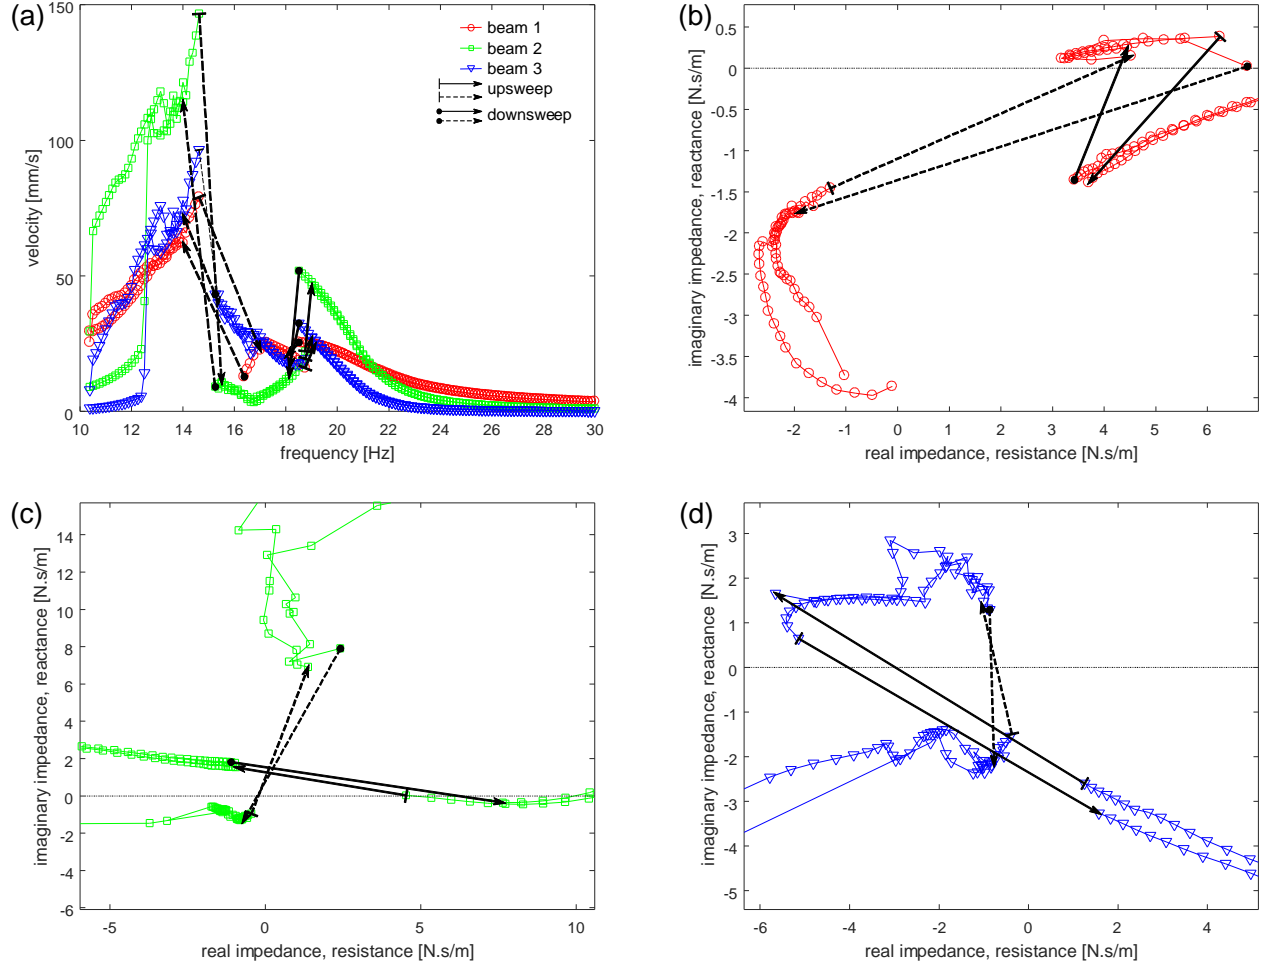 (a)
velocity [mm/s]
150
100
50
0
10 12 14 16 18 20 22 24 26 28 30
frequency [Hz]
beam 1
beam 2
beam 3
upsweep
downsweep
(b)
imaginary impedance, reactance [N.s/m]
0.5
0
-0.5
-1
-1.5
-2
-2.5
-3
-3.5
-4
-2 -1 0 1 2 3 4 5 6
real impedance, resistance [N.s/m]
(c)
imaginary impedance, reactance [N.s/m]
14
12
10
8
6
4
2
0
-2
-4
-6
-5 0 5 10
real impedance, resistance [N.s/m]
(d)
imaginary impedance, reactance [N.s/m]
3
2
1
0
-1
-2
-3
-4
-5
-6 -4 -2 0 2 4
real impedance, resistance [N.s/m]